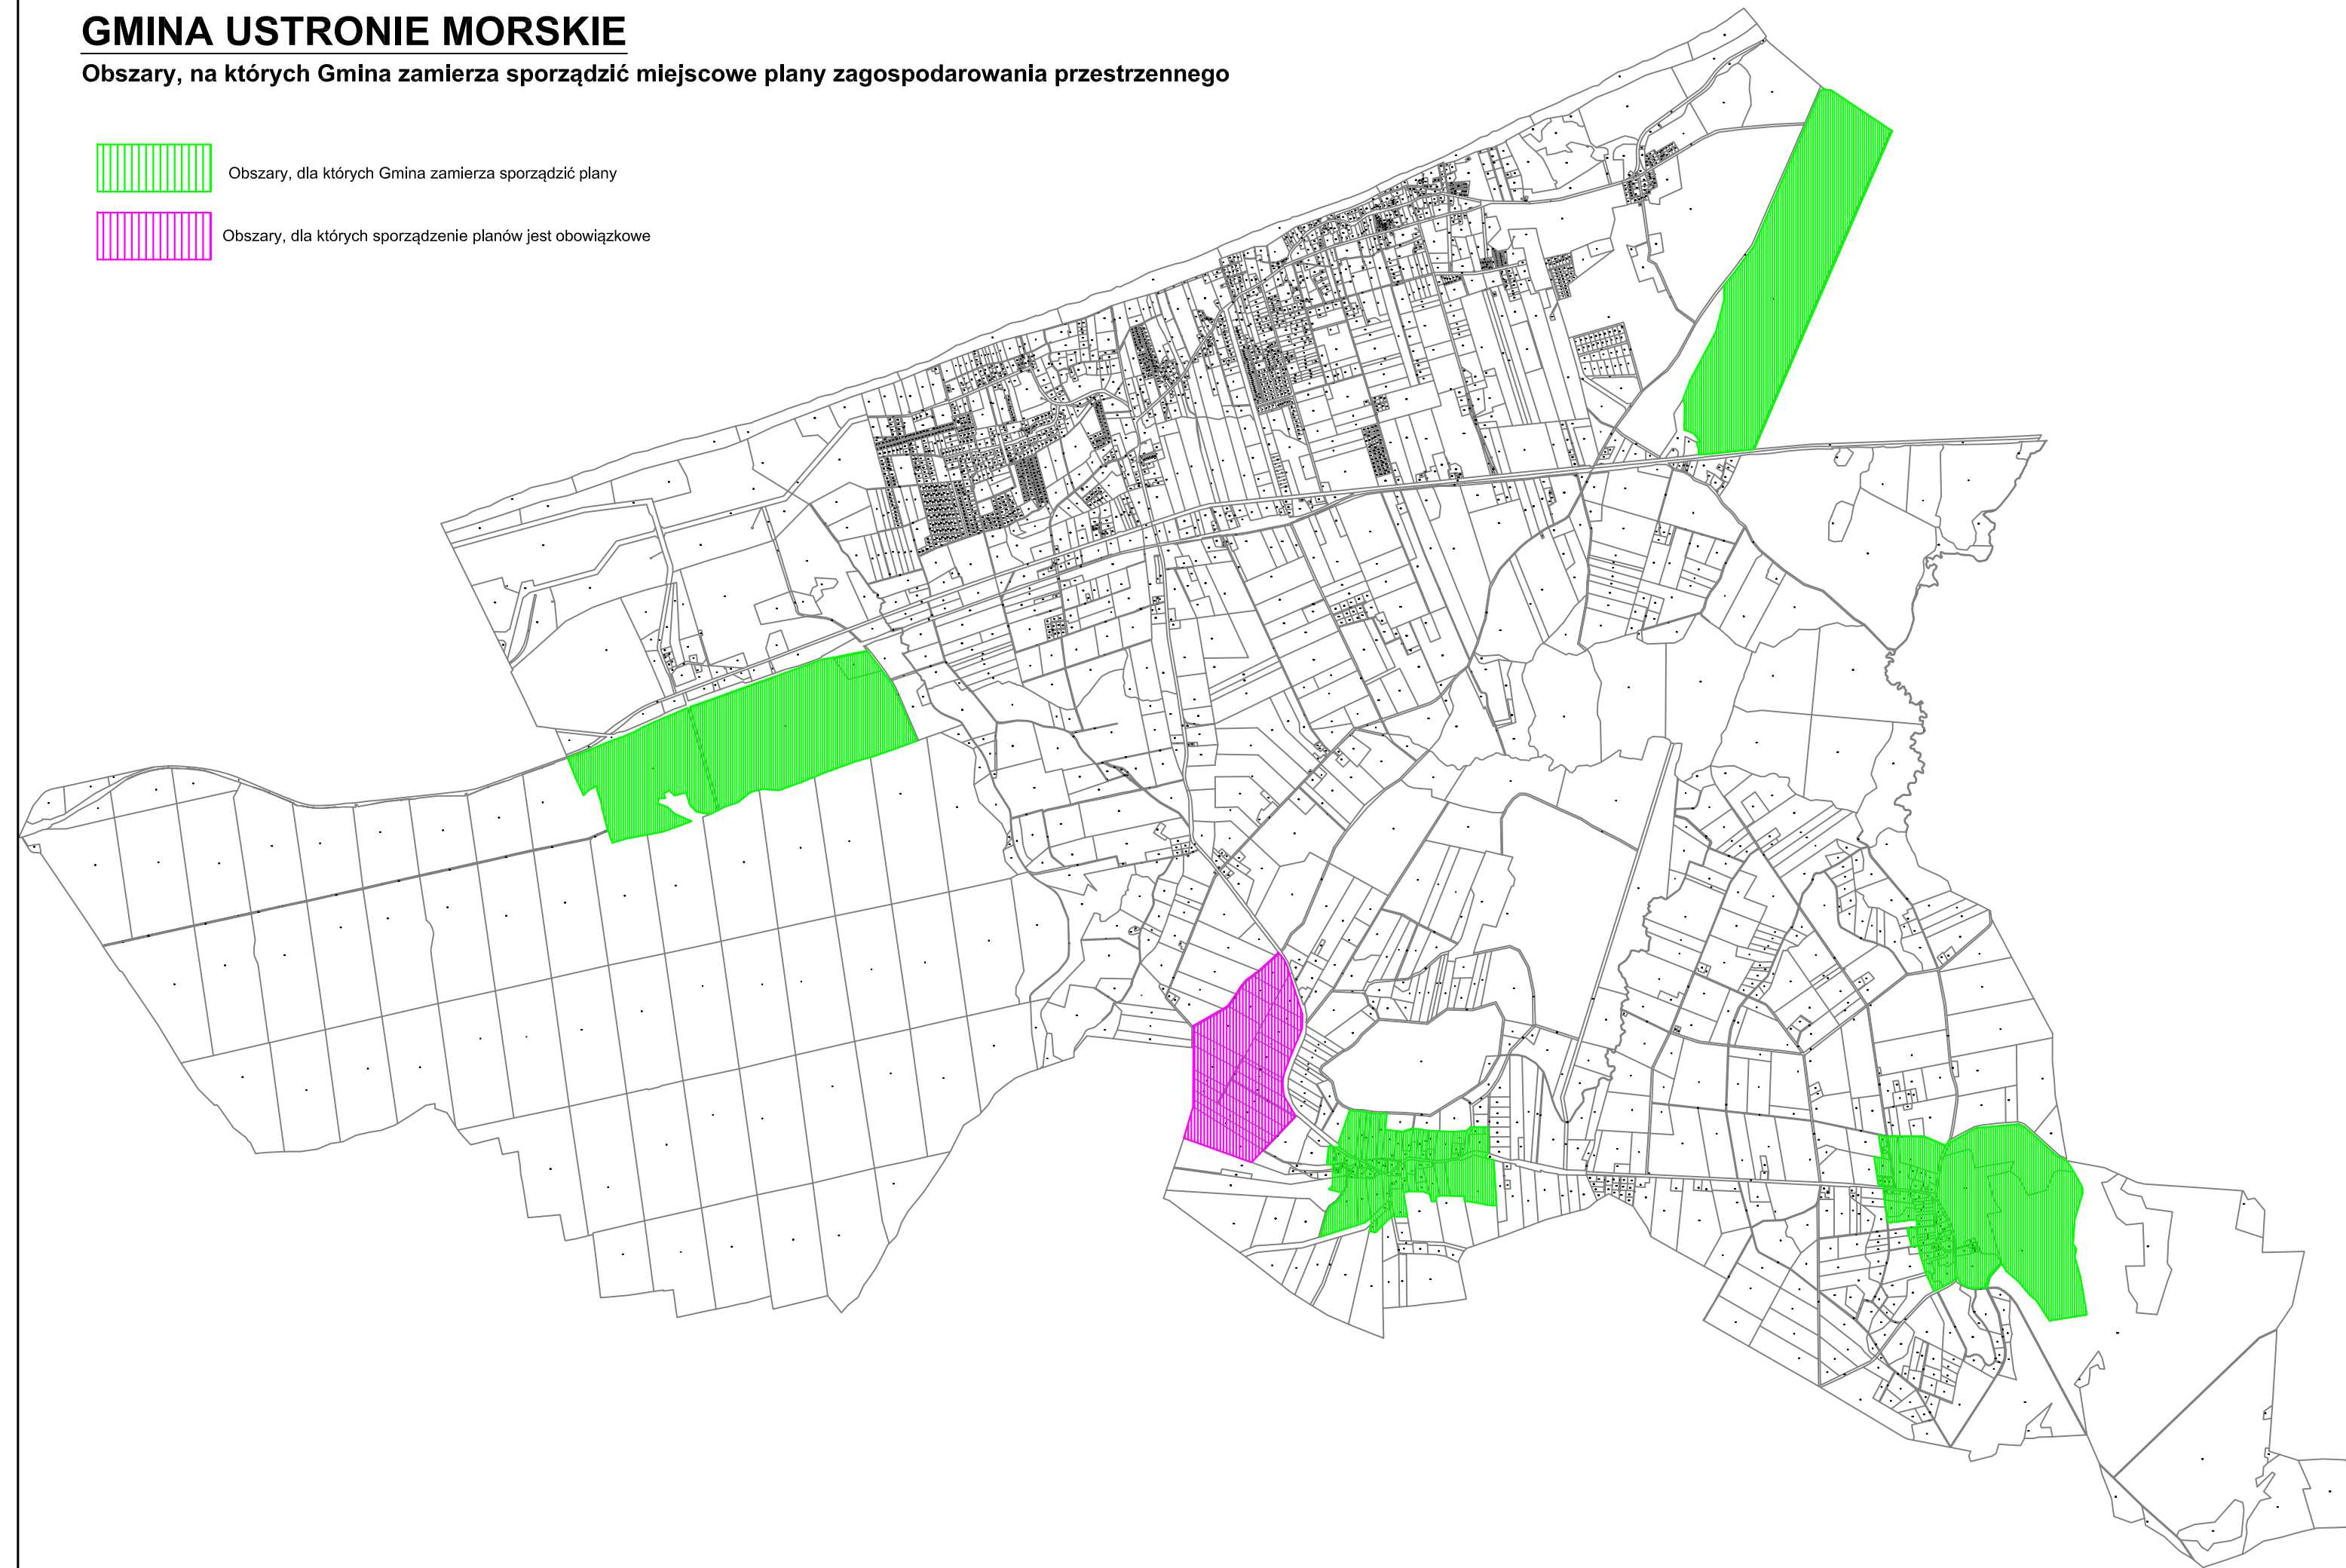 GMINA USTRONIE MORSKIE
Obszary, na których Gmina zamierza sporządzić miejscowe plany zagospodarowania przestrzennego
Obszary, dla których Gmina zamierza sporządzić plany
Obszary, dla których sporządzenie planów jest obowiązkowe